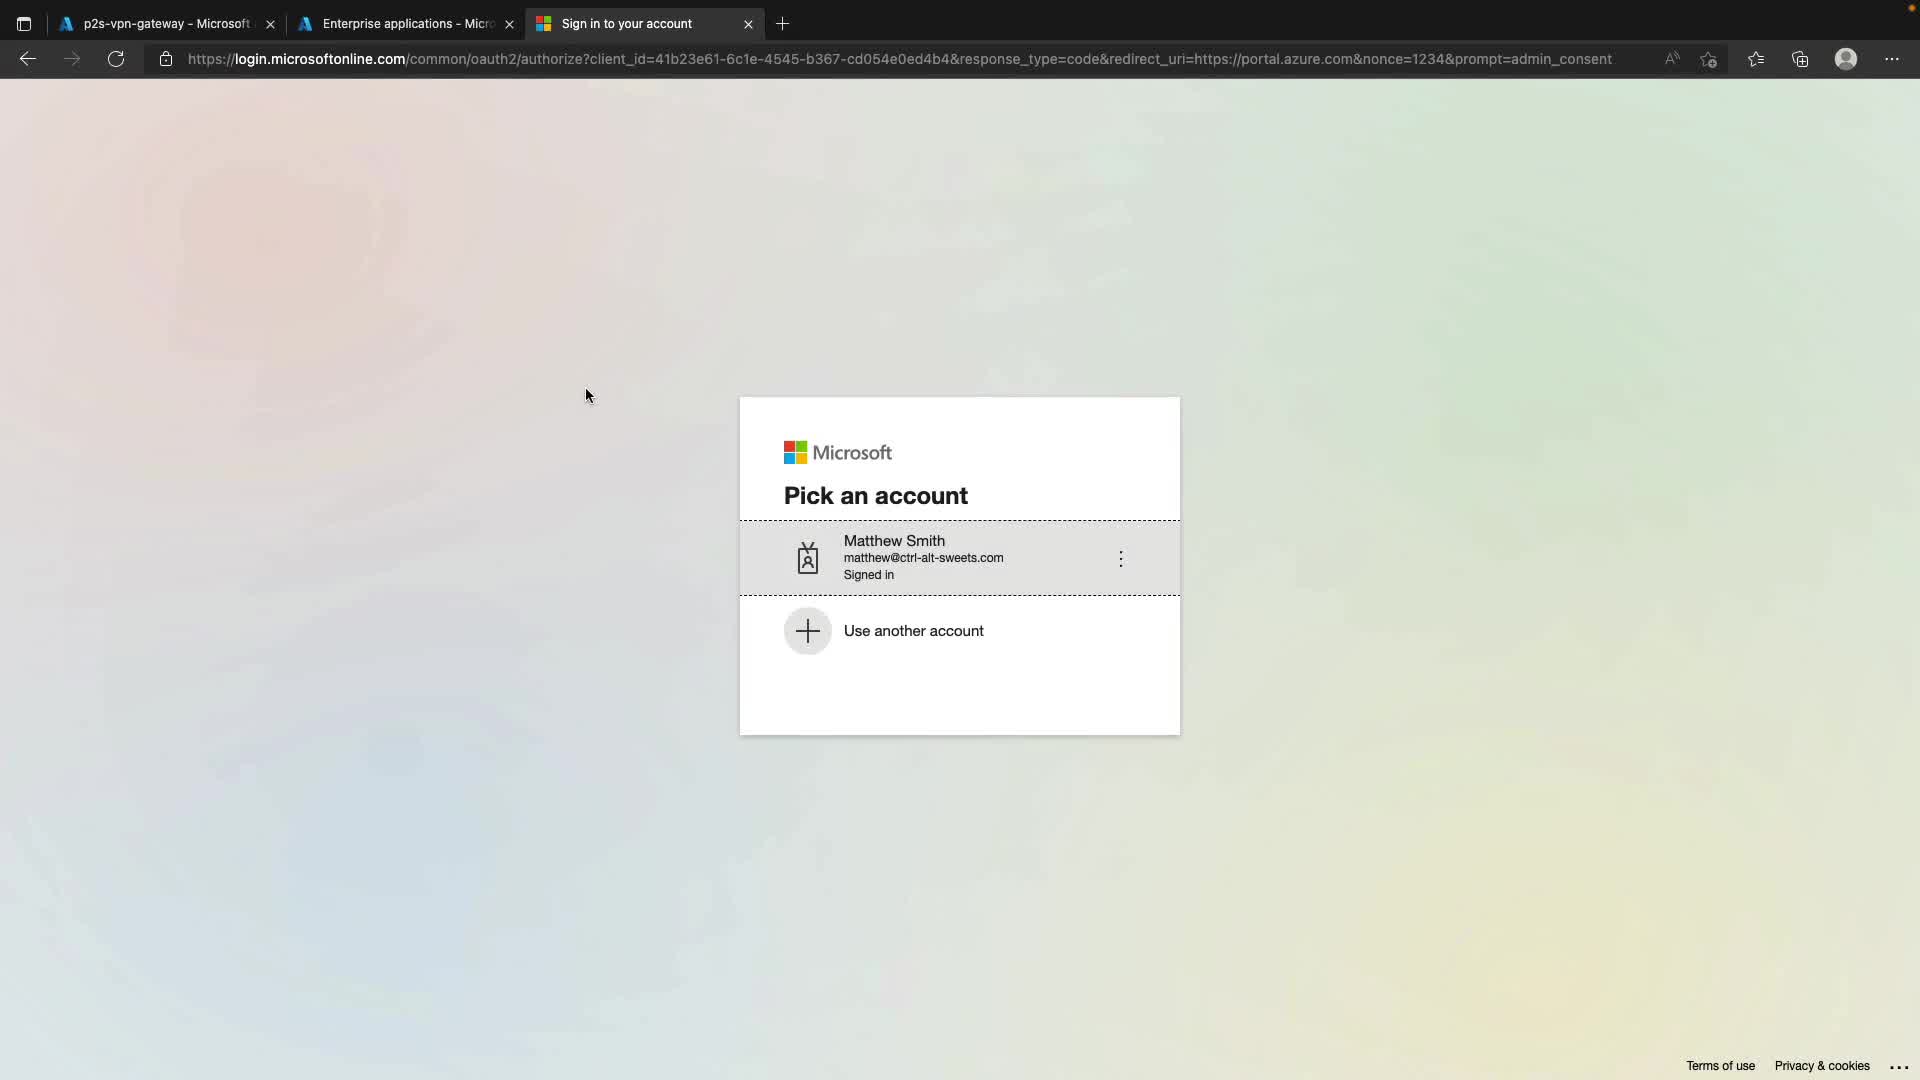 p2s-vpn-gateway - Microsoft
Enterprise applications - Micro
Sign in to your account
https://login.microsoftonline.com/common/oauth2/authorize?client_id=41b23e61-6c1e-4545-b367-cd054e0ed4b4&response_type=code&redirect_uri=https://portal.azure.com&nonce=1234&prompt=admin_consent
Microsoft
Pick an account
Matthew Smith
matthew@ctrl-alt-sweets.com
Signed in
Use another account
Terms of use Privacy & cookies ...